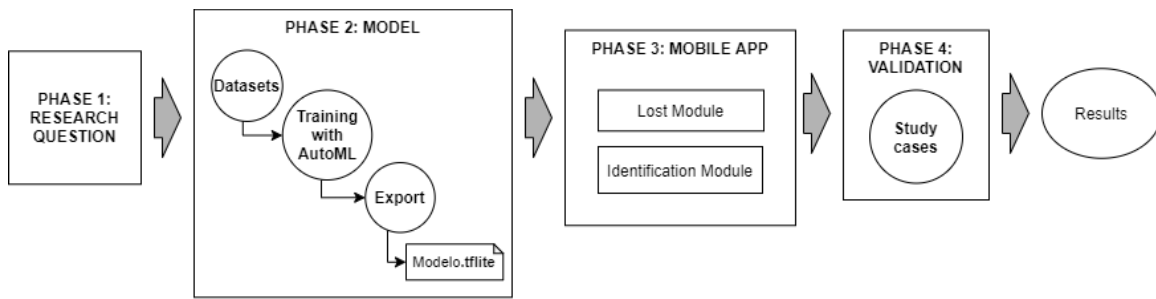 PHASE 1:
RESEARCH
QUESTION
PHASE 2: MODEL
Datasets
Training
with
AutoML
Export
Modelo.tflite
PHASE 3: MOBILE APP
Lost Module
Identification Module
PHASE 4:
VALIDATION
Study
cases
Results